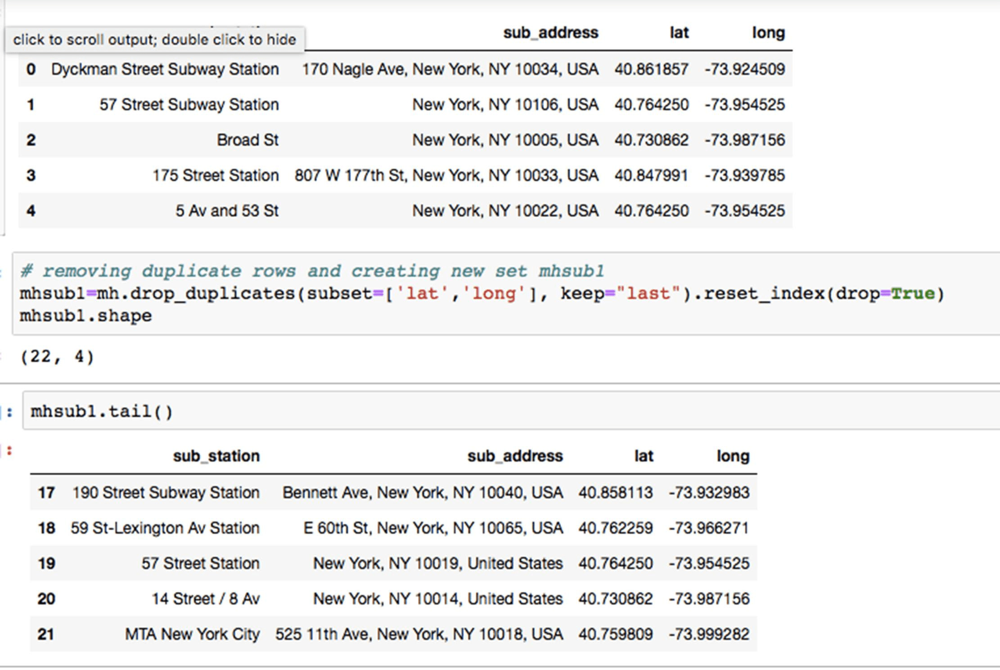 sub_address lat long
click to scroll output; double click to hide
0 Dyckman Street Subway Station 170 Nagle Ave, New York, NY 10034, USA 40.861857 -73.924509
1 57 Street Subway Station New York, NY 10106, USA 40.764250 -73.954525
2 Broad St New York, NY 10005, USA 40.730862 -73.987156
3 175 Street Station 807 W 177th St, New York, NY 10033, USA 40.847991 -73.939785
4 5 Av and 53 St New York, NY 10022, USA 40.764250 -73.954525
# removing duplicate rows and creating new set mhsub1
mhsub1=mh.drop_duplicates(subset=['lat','long'], keep="last").reset_index(drop=True)
mhsub1.shape
(22, 4)
mhsub1.tail()
sub_station sub_address lat long
17 190 Street Subway Station Bennett Ave, New York, NY 10040, USA 40.858113 -73.932983
18 59 St-Lexington Av Station E 60th St, New York, NY 10065, USA 40.762259 -73.966271
19 57 Street Station New York, NY 10019, United States 40.764250 -73.954525
20 14 Street / 8 Av New York, NY 10014, United States 40.730862 -73.987156
21 MTA New York City 525 11th Ave, New York, NY 10018, USA 40.759809 -73.999282